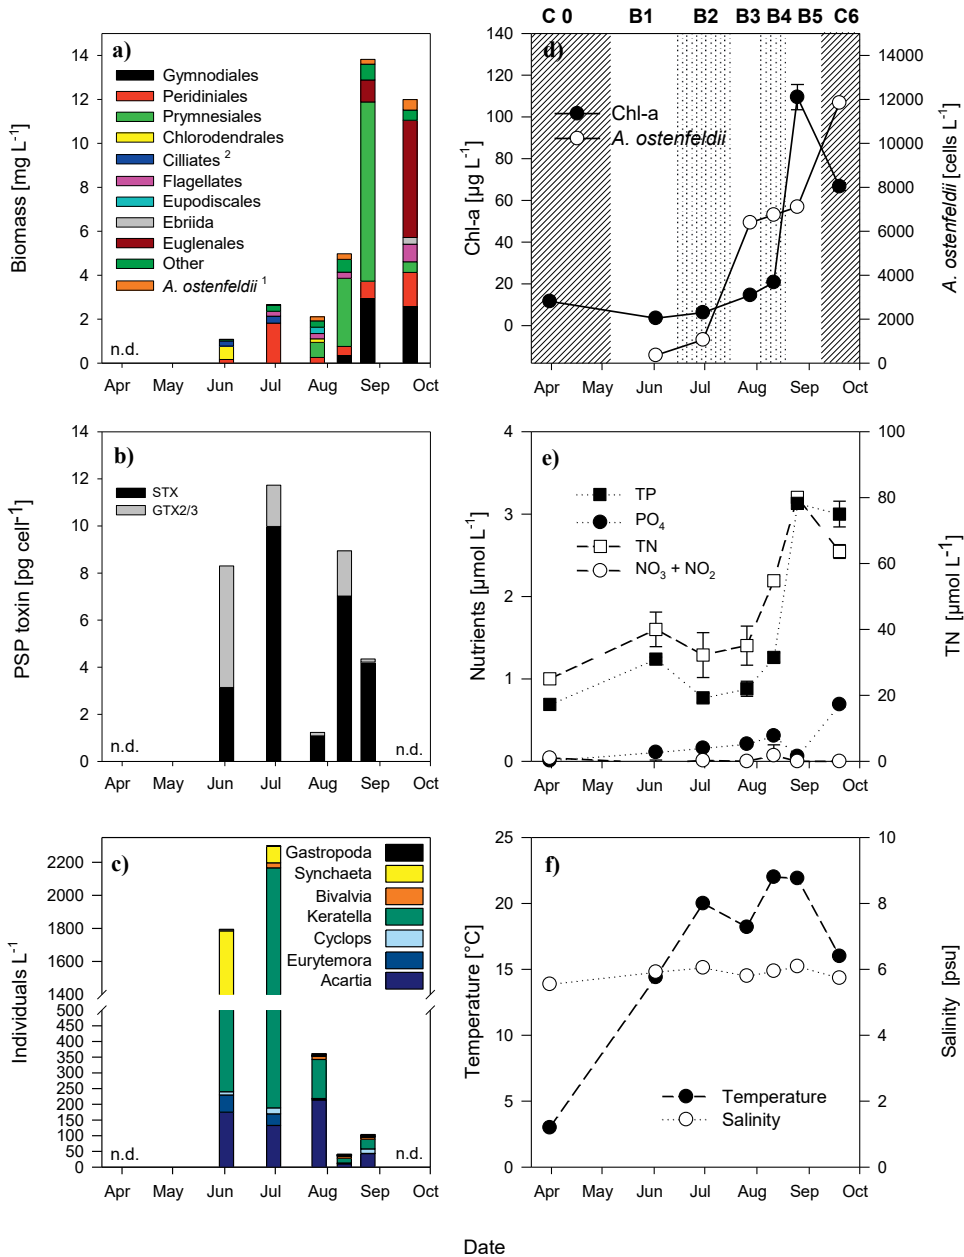 C 0 B1 B2 B3 B4 B5 C6
a)
14
12
10
8
6
4
2
0
Biomass [mg L-1]
Gymnodiales
Peridiniales
Prymnesiales
Chlorodendrales
Cilliates 2
Flagellates
Eupodiscales
Ebriida
Euglenales
Other
A. ostenfeldii 1
n.d.
Apr May Jun Jul Aug Sep Oct
d)
140
120
100
80
60
40
20
0
Chl-a [µg L-1]
Chl-a
A. ostenfeldii
14000
12000
10000
8000
6000
4000
2000
0
A. ostenfeldii [cells L-1]
Apr May Jun Jul Aug Sep Oct
b)
14
12
10
8
6
4
2
0
PSP toxin [pg cell-1]
STX
GTX2/3
n.d. n.d.
Apr May Jun Jul Aug Sep Oct
e)
4
3
2
1
0
Nutrients [µmol L-1]
TP
PO4
TN
NO3 + NO2
100
80
60
40
20
0
TN [µmol L-1]
Apr May Jun Jul Aug Sep Oct
c)
2200
2000
1800
1600
1400
500
450
400
350
300
250
200
150
100
50
0
Individuals L-1
Gastropoda
Synchaeta
Bivalvia
Keratella
Cyclops
Eurytemora
Acartia
n.d. n.d.
Apr May Jun Jul Aug Sep Oct
f)
25
20
15
10
5
0
Temperature [°C]
Temperature
Salinity
10
8
6
4
2
0
Salinity [psu]
Apr May Jun Jul Aug Sep Oct
Date